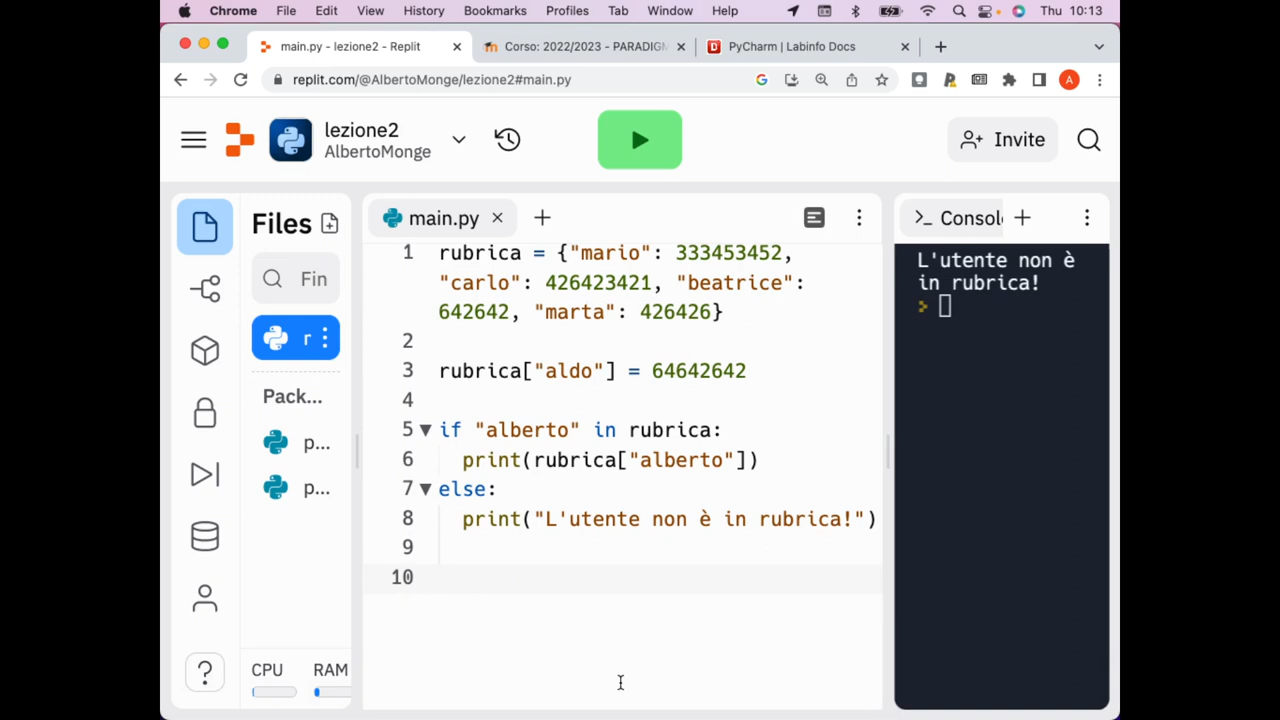 Chrome File Edit View History Bookmarks Profiles Tab Window Help Thu 10:13
main.py - lezione2 - Replit Corso: 2022/2023 - PARADIGM PyCharm | Labinfo Docs
replit.com/@AlbertoMonge/lezione2#main.py A
lezione2
AlbertoMonge
Invite
Files
main.py
Console
1 rubrica = {"mario": 333453452,
"carlo": 426423421, "beatrice":
642642, "marta": 426426}
2
3 rubrica["aldo"] = 64642642
4
5 if "alberto" in rubrica:
6 print(rubrica["alberto"])
7 else:
8 print("L'utente non è in rubrica!")
9
10
L'utente non è
in rubrica!
Fin
Pack...
p...
p...
CPU RAM